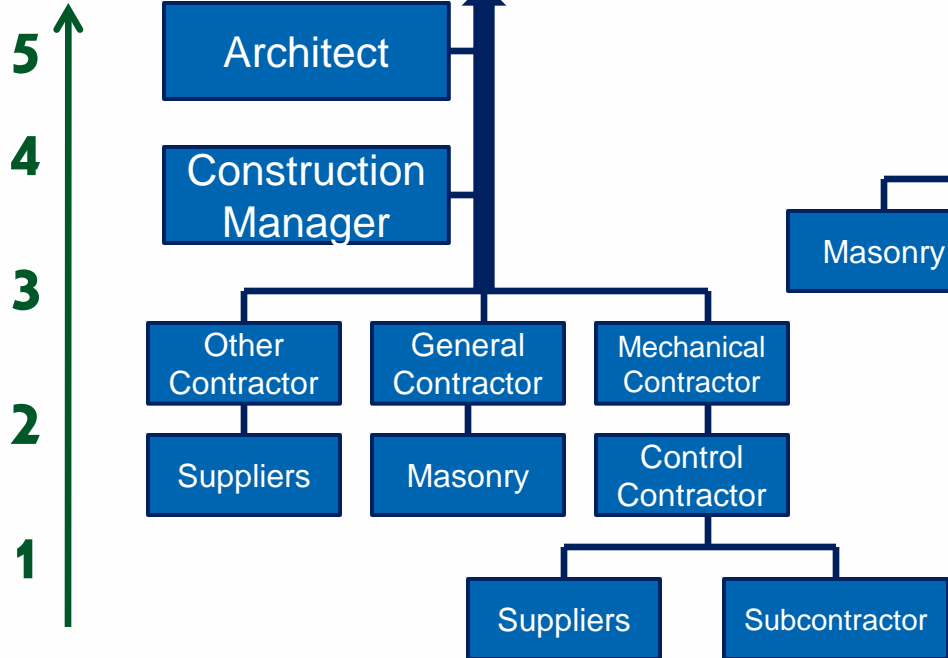 5
Architect
4
Construction
Manager
Masonry
3
Other
Contractor
General
Contractor
Mechanical
Contractor
2
Suppliers
Masonry
Control
Contractor
1
Suppliers
Subcontractor